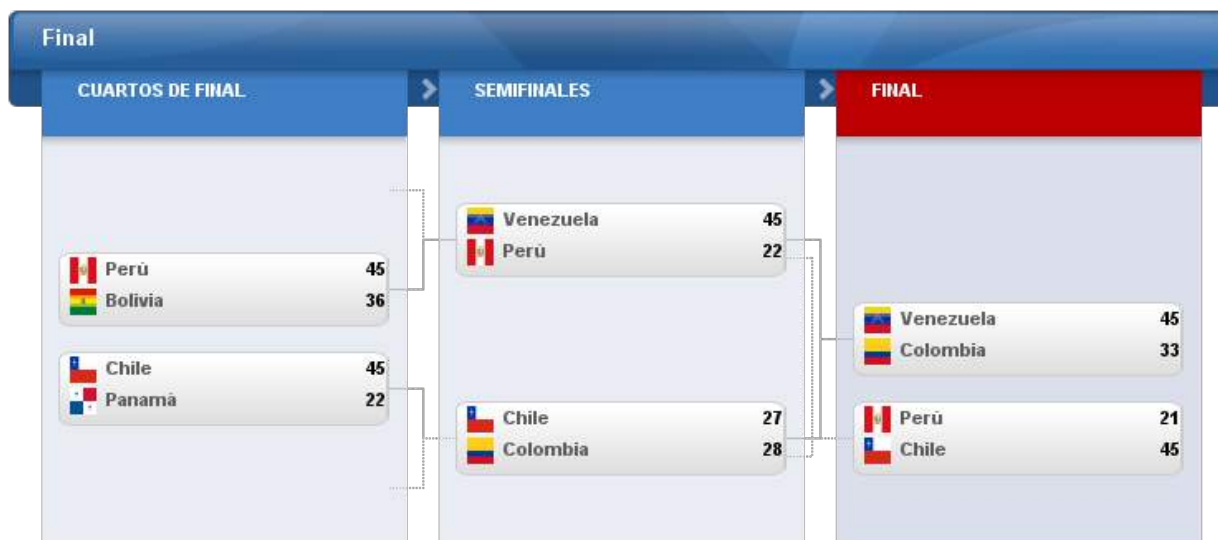 Final
CUARTOS DE FINAL
SEMIFINALES
FINAL
Perú 45
Bolivia 36
Chile 45
Panamá 22
Venezuela 45
Perú 22
Chile 27
Colombia 28
Venezuela 45
Colombia 33
Perú 21
Chile 45